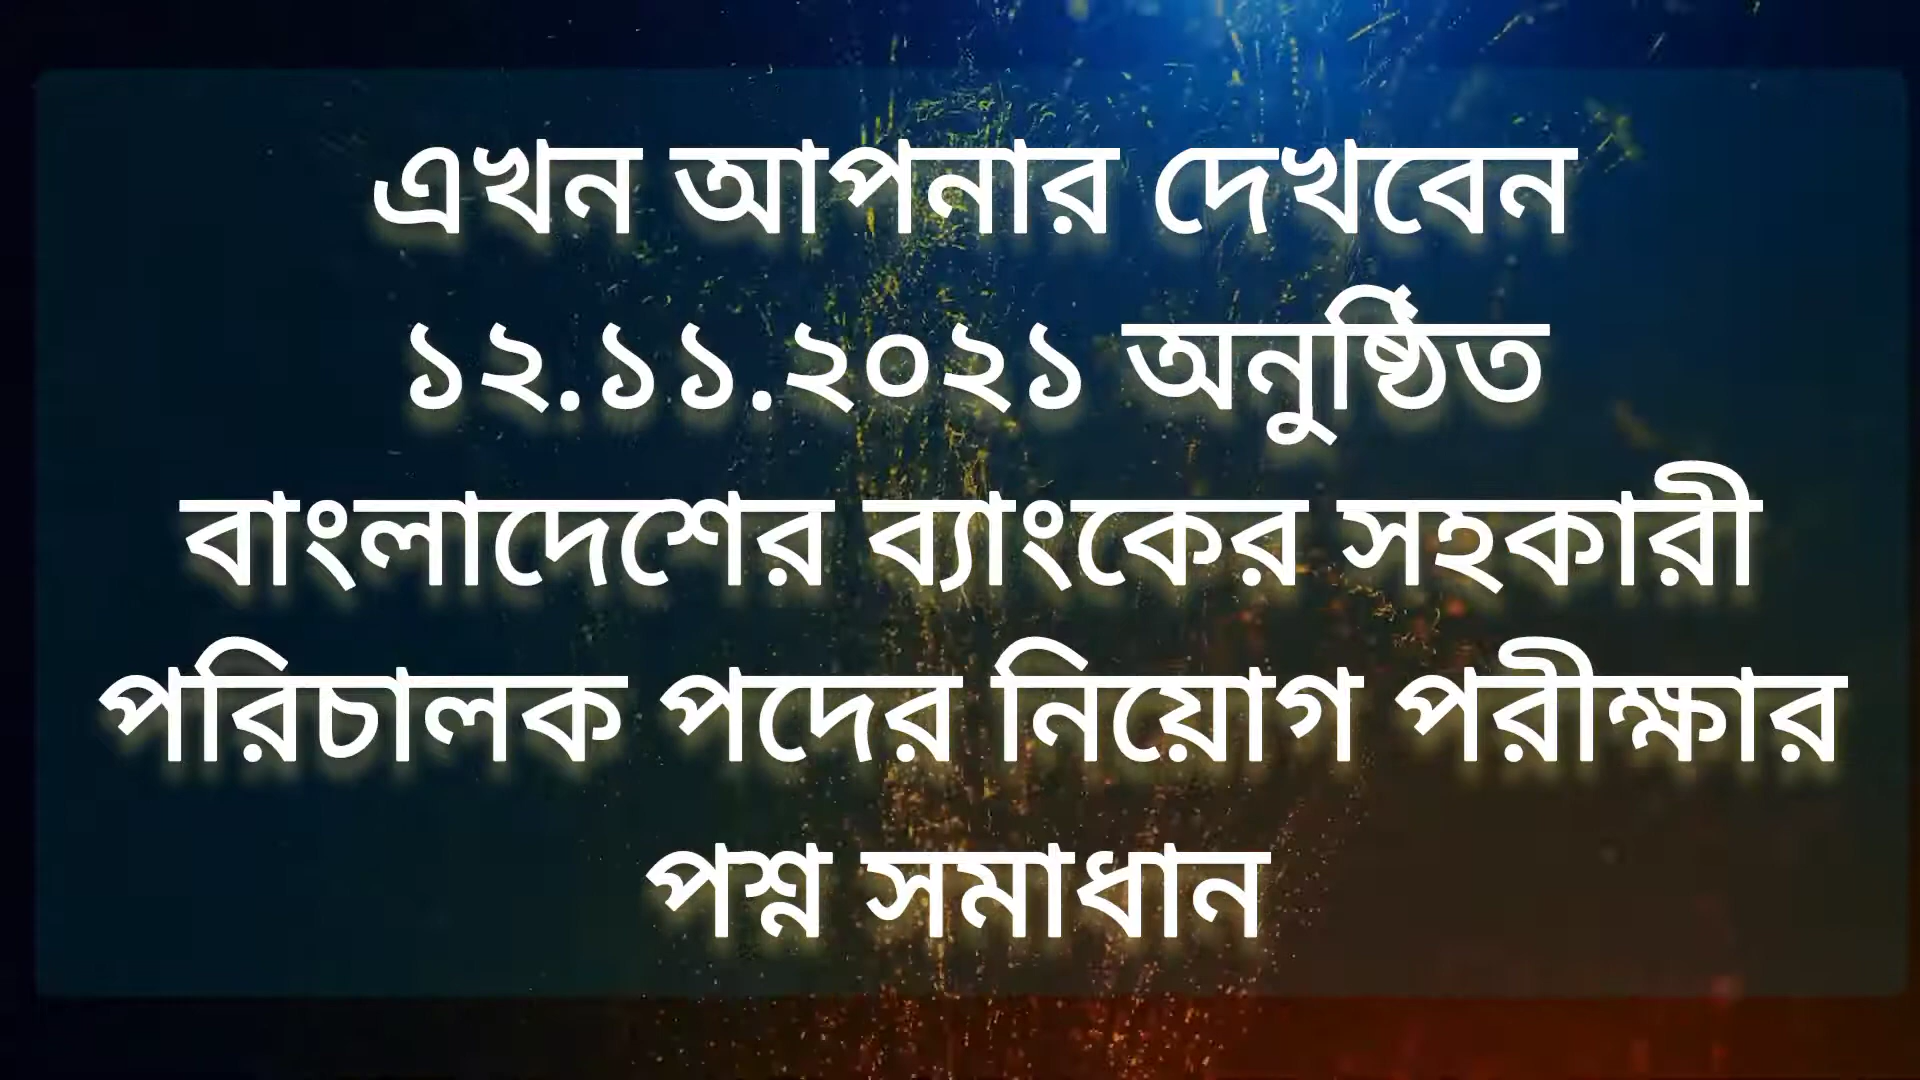 এখন আপনার দেখবেন
১২.১১.২০২১ অনুষ্ঠিত
বাংলাদেশের ব্যাংকের সহকারী
পরিচালক পদের নিয়োগ পরীক্ষার
পশ্ন সমাধান